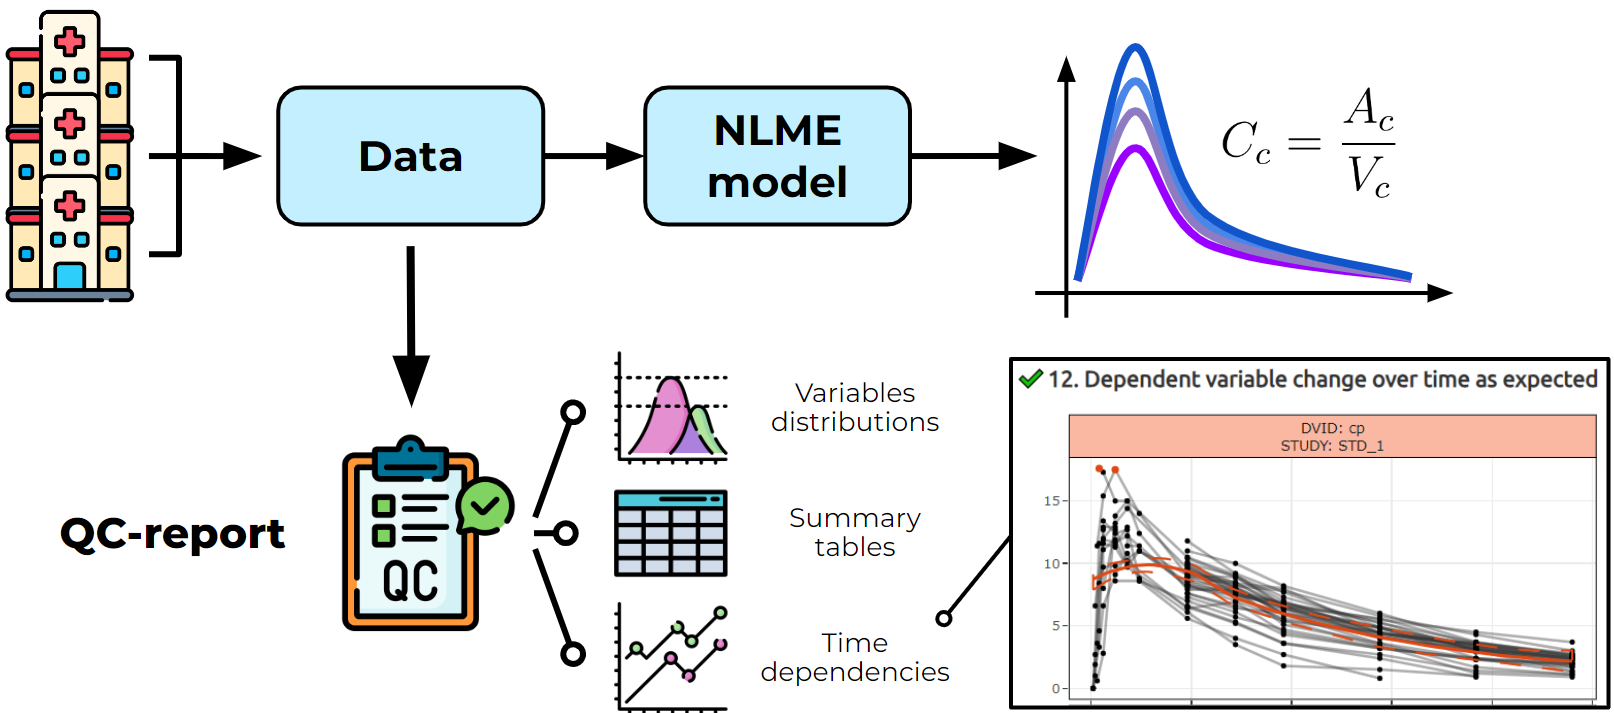 Data
NLME
model
C_c = A_c / V_c
QC-report
QC
Variables
distributions
Summary
tables
Time
dependencies
12. Dependent variable change over time as expected
DVID: cp
STUDY: STD_1
15
10
5
0